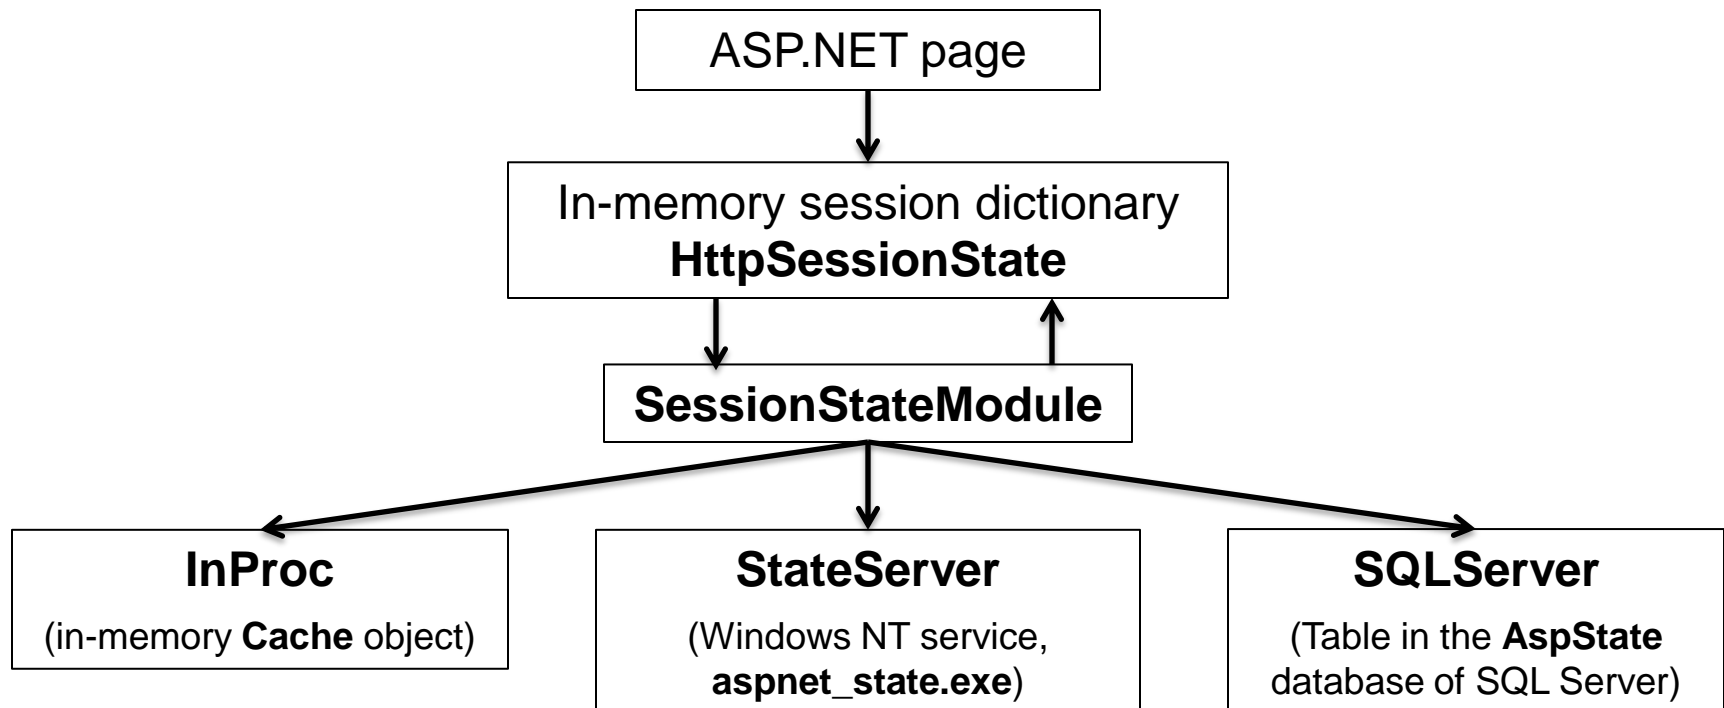 ASP.NET page
In-memory session dictionary
HttpSessionState
SessionStateModule
InProc
(in-memory Cache object)
StateServer
(Windows NT service,
aspnet_state.exe)
SQLServer
(Table in the AspState
database of SQL Server)